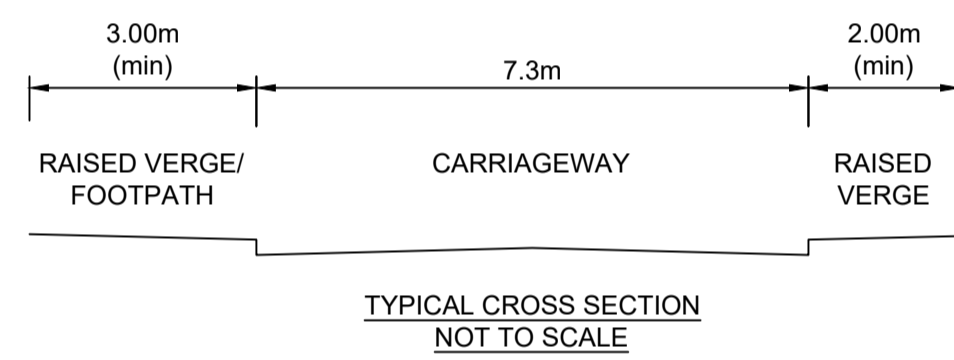 3.00m
(min)
7.3m
2.00m
(min)
RAISED VERGE/
FOOTPATH
CARRIAGEWAY
RAISED
VERGE
TYPICAL CROSS SECTION
NOT TO SCALE